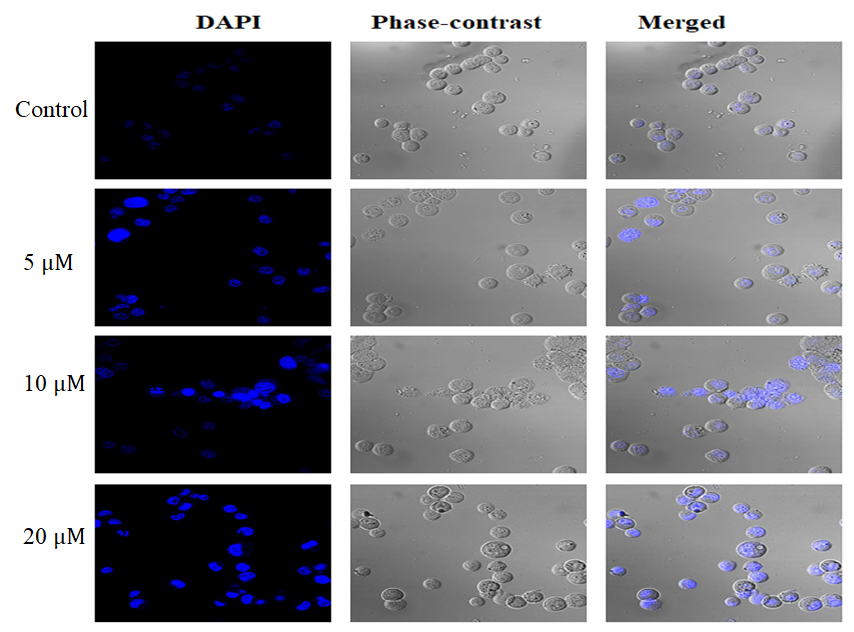 DAPI Phase-contrast Merged
Control
5 μM
10 μM
20 μM